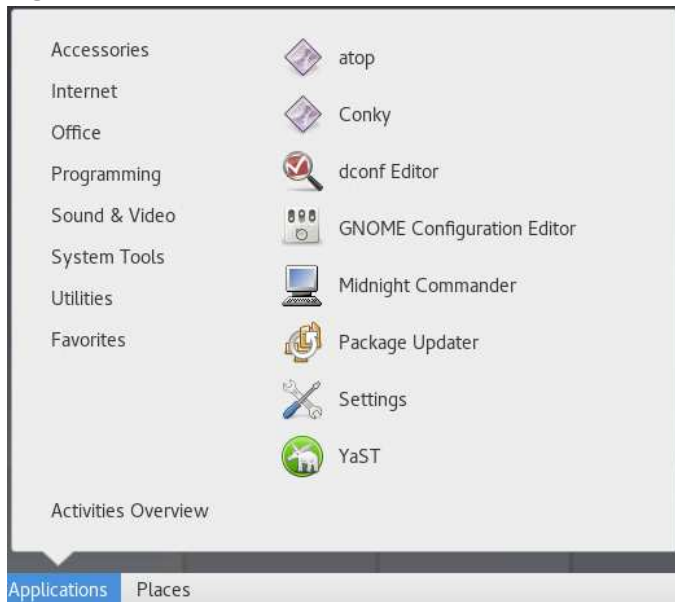 Accessories
Internet
Office
Programming
Sound & Video
System Tools
Utilities
Favorites
Activities Overview
atop
Conky
dconf Editor
GNOME Configuration Editor
Midnight Commander
Package Updater
Settings
YaST
Applications
Places